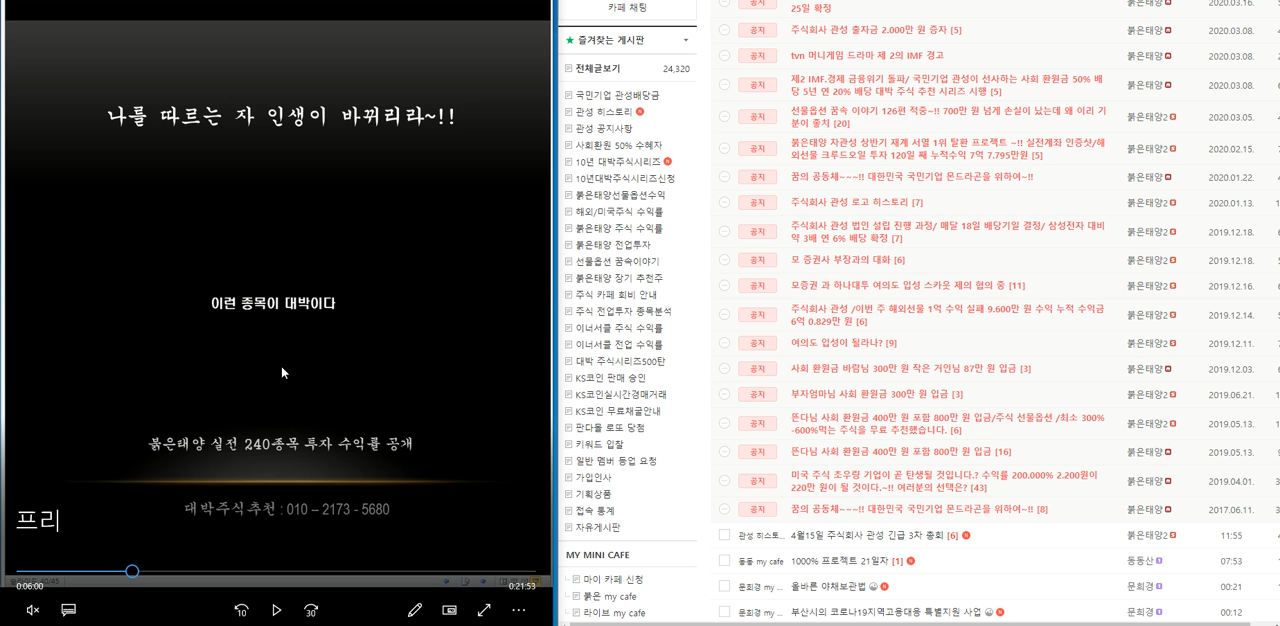 나를 따르는 자 인생이 바뀌리라~!!
이런 종목이 대박이다
붉은태양 실전 240종목 투자 수익률 공개
대박주식추천 : 010 – 2173 - 5680
프리
0:06:00
0:21:53
10
30
카페 채팅
즐겨찾는 게시판
전체글보기 24,320
국민기업 관성배당금
관성 히스토리 N
관성 공지사항
사회환원 50% 수혜자
10년 대박주식시리즈 N
10년대박주식시리즈신청
붉은태양선물옵션수익
해외/미국주식 수익률
붉은태양 주식 수익률
붉은태양 전업투자
선물옵션 꿈속이야기
붉은태양 장기 추천주
주식 카페 회비 안내
주식 전업투자 종목분석
이너서클 주식 수익률
이너서클 전업 수익률
대박 주식시리즈500탄
KS코인 판매 승인
KS코인실시간경매거래
KS코인 무료채굴안내
판다올 로또 당첨
키워드 입찰
일반 멤버 등업 요청
가입인사
기획상품
접속 통계
자유게시판
MY MINI CAFE
마이 카페 신청
붉은 my cafe
라이브 my cafe
공지 25일 확정 붉은태양 2020.03.16.
공지 주식회사 관성 출자금 2.000만 원 증자 [5] 붉은태양 2020.03.08.
공지 tvn 머니게임 드라마 제 2의 IMF 경고 붉은태양 2020.03.08.
공지 제2 IMF.경제 금융위기 돌파/ 국민기업 관성이 선사하는 사회 환원금 50% 배
당 5년 연 20% 배당 대박 주식 추천 시리즈 시행 [5] 붉은태양 2020.03.08.
공지 선물옵션 꿈속 이야기 126편 적중~!! 700만 원 넘게 손실이 났는데 왜 이리 기
분이 좋치 [20] 붉은태양2 2020.03.05.
공지 붉은태양 자관성 상반기 재계 서열 1위 탈환 프로젝트 ~!! 실전계좌 인증샷/해
외선물 크루드오일 투자 120일 째 누적수익 7억 7.795만원 [5] 붉은태양2 2020.02.15.
공지 꿈의 공동체~~~!! 대한민국 국민기업 몬드라곤을 위하여~!! 붉은태양 2020.01.22.
공지 주식회사 관성 로고 히스토리 [7] 붉은태양2 2020.01.13.
공지 주식회사 관성 법인 설립 진행 과정/ 매달 18일 배당기일 결정/ 삼성전자 대비
약 3배 연 6% 배당 확정 [7] 붉은태양2 2019.12.18.
공지 모 증권사 부장과의 대화 [6] 붉은태양2 2019.12.18.
공지 모증권 과 하나대투 여의도 입성 스카웃 제의 협의 중 [11] 붉은태양2 2019.12.16.
공지 주식회사 관성 /이번 주 해외선물 1억 수익 실패 9.600만 원 수익 누적 수익금
6억 0.829만 원 [6] 붉은태양2 2019.12.14.
공지 여의도 입성이 될라나? [9] 붉은태양2 2019.12.11.
공지 사회 환원금 바람님 300만 원 작은 거인님 87만 원 입금 [3] 붉은태양 2019.12.03.
공지 부자엄마님 사회 환원금 300만 원 입금 [3] 붉은태양2 2019.06.21.
공지 뜬다님 사회 환원금 400만 원 포함 800만 원 입금/주식 선물옵션 /최소 300%
-600%먹는 주식을 무료 추천했습니다. [6] 붉은태양2 2019.05.13.
공지 뜬다님 사회 환원금 400만 원 포함 800만 원 입금 [16] 붉은태양 2019.05.13.
공지 미국 주식 초우량 기업이 곧 탄생될 것입니다.? 수익률 200.000% 2.200원이
220만 원이 될 것이다.~!! 여러분의 선택은? [43] 붉은태양 2019.04.01.
공지 꿈의 공동체~~~!! 대한민국 국민기업 몬드라곤을 위하여~!! [8] 붉은태양 2017.06.11.
관성 히스토... 4월15일 주식회사 관성 긴급 3차 총회 [6] N 붉은태양2 11:55
동동 my cafe 1000% 프로젝트 21일자 [1] N 동동산 07:53
문희경 my ... 올바른 야채보관법 N 문희경 00:21
문희경 my ... 부산시의 코로나19지역고용대응 특별지원 사업 N 문희경 00:12